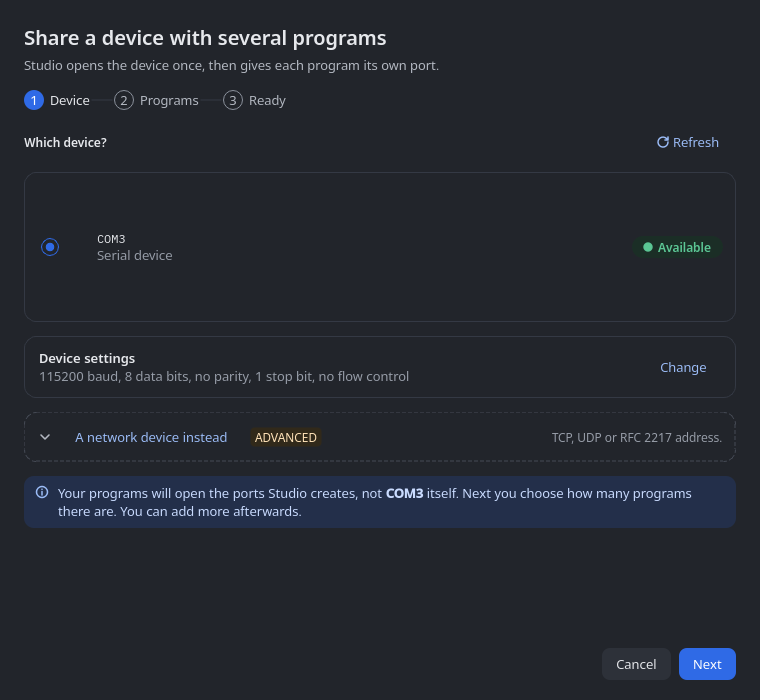 Share a device with several programs
Studio opens the device once, then gives each program its own port.
1 Device 2 Programs 3 Ready
Which device? Refresh
COM3
Serial device
Available
Device settings
115200 baud, 8 data bits, no parity, 1 stop bit, no flow control
Change
A network device instead ADVANCED TCP, UDP or RFC 2217 address.
Your programs will open the ports Studio creates, not COM3 itself. Next you choose how many programs
there are. You can add more afterwards.
Cancel Next